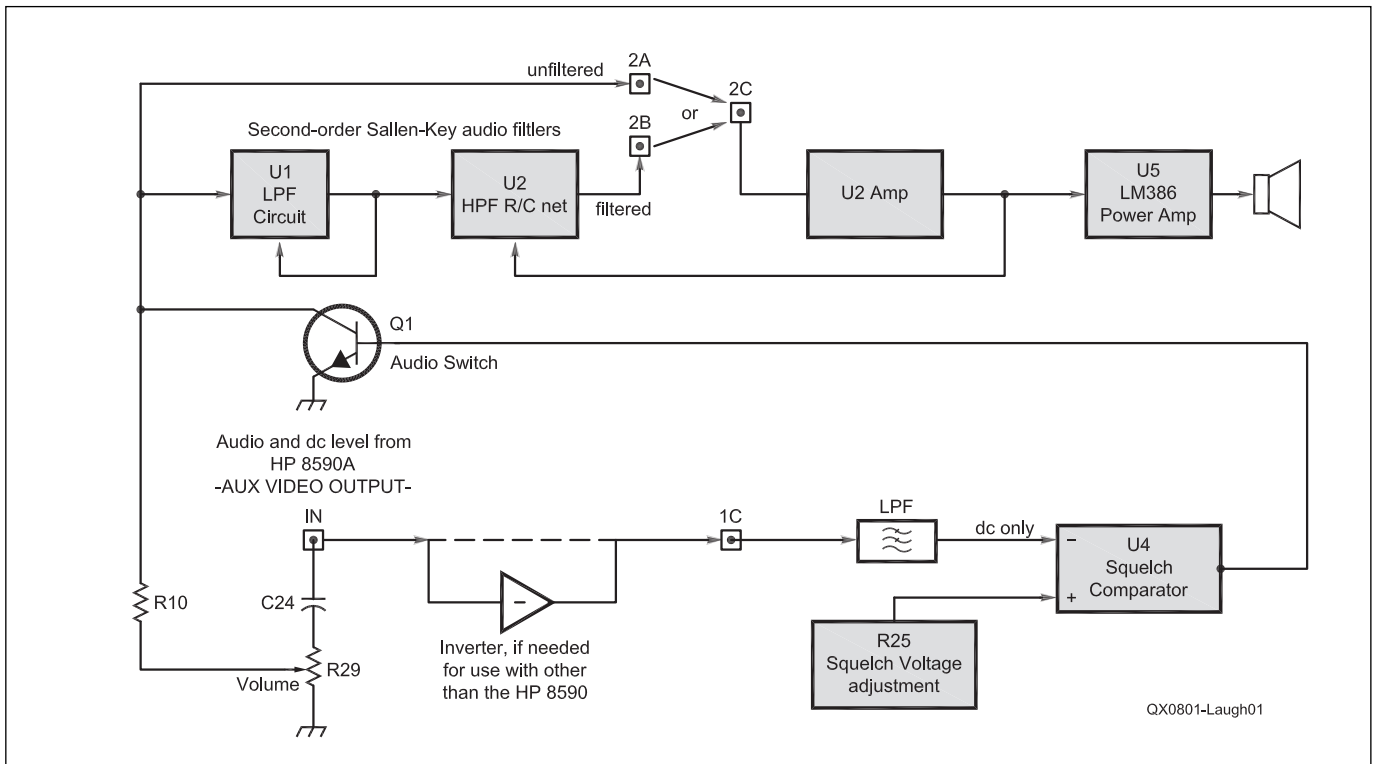 unfiltered
2A
or
2C
2B
Second-order Sallen-Key audio filtlers
U1
LPF
Circuit
U2
HPF R/C net
filtered
U2 Amp
U5
LM386
Power Amp
Q1
Audio Switch
Audio and dc level from
HP 8590A
-AUX VIDEO OUTPUT-
IN
1C
LPF
dc only
−
U4
Squelch
Comparator
+
R10
C24
−
Inverter, if needed
for use with other
than the HP 8590
R25
Squelch Voltage
adjustment
R29
Volume
QX0801-Laugh01